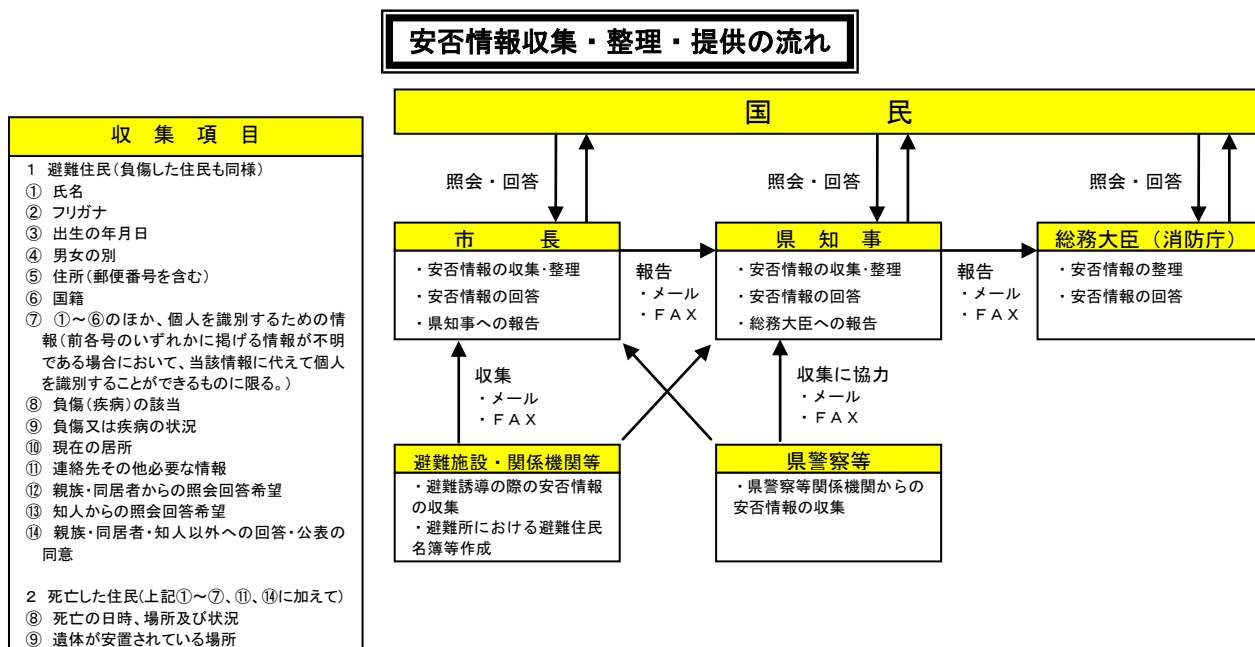 安否情報収集・整理・提供の流れ
収集項目
1 避難住民(負傷した住民も同様)
① 氏名
② フリガナ
③ 出生の年月日
④ 男女の別
⑤ 住所(郵便番号を含む)
⑥ 国籍
⑦ ①~⑥のほか、個人を識別するための情
報(前各号のいずれかに掲げる情報が不明
である場合において、当該情報に代えて個人
を識別することができるものに限る。)
⑧ 負傷(疾病)の該当
⑨ 負傷又は疾病の状況
⑩ 現在の居所
⑪ 連絡先その他必要な情報
⑫ 親族・同居者からの照会回答希望
⑬ 知人からの照会回答希望
⑭ 親族・同居者・知人以外への回答・公表の
同意
2 死亡した住民(上記①~⑦、⑪、⑭に加えて)
⑧ 死亡の日時、場所及び状況
⑨ 遺体が安置されている場所
国民
照会・回答
照会・回答
照会・回答
市長
・安否情報の収集・整理
・安否情報の回答
・県知事への報告
報告
・メール
・FAX
県知事
・安否情報の収集・整理
・安否情報の回答
・総務大臣への報告
報告
・メール
・FAX
総務大臣(消防庁)
・安否情報の整理
・安否情報の回答
収集
・メール
・FAX
収集に協力
・メール
・FAX
避難施設・関係機関等
・避難誘導の際の安否情報
の収集
・避難所における避難住民
名簿等作成
県警察等
・県警察等関係機関からの
安否情報の収集